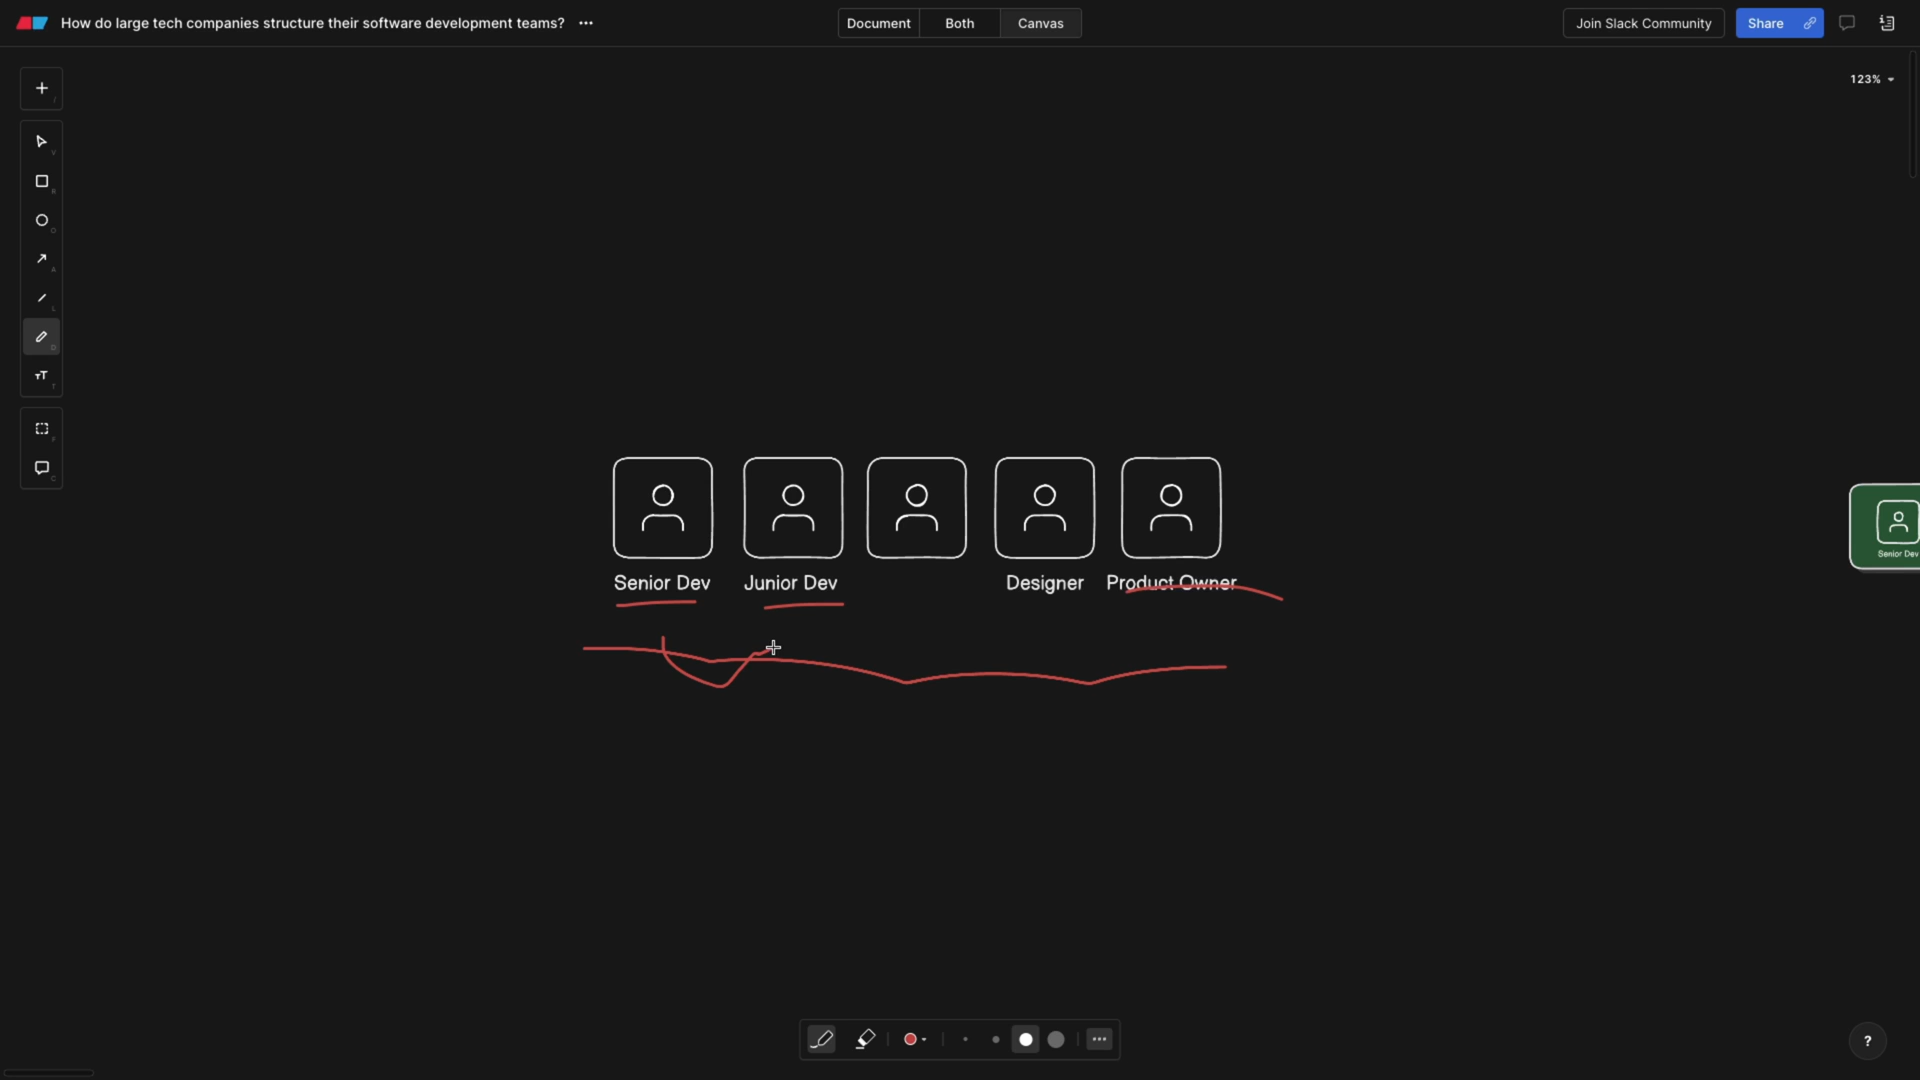 How do large tech companies structure their software development teams?
Document Both Canvas
Join Slack Community
Share
123%
Senior Dev
Senior Dev Junior Dev Designer Product Owner
?